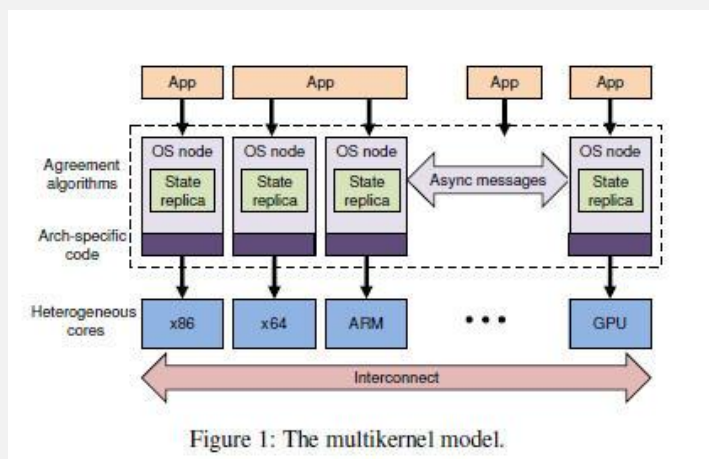 App
App
App
App
Agreement
algorithms
OS node
State
replica
OS node
State
replica
OS node
State
replica
Async messages
OS node
State
replica
Arch-specific
code
Heterogeneous
cores
x86
x64
ARM
•••
GPU
Interconnect
Figure 1: The multikernel model.